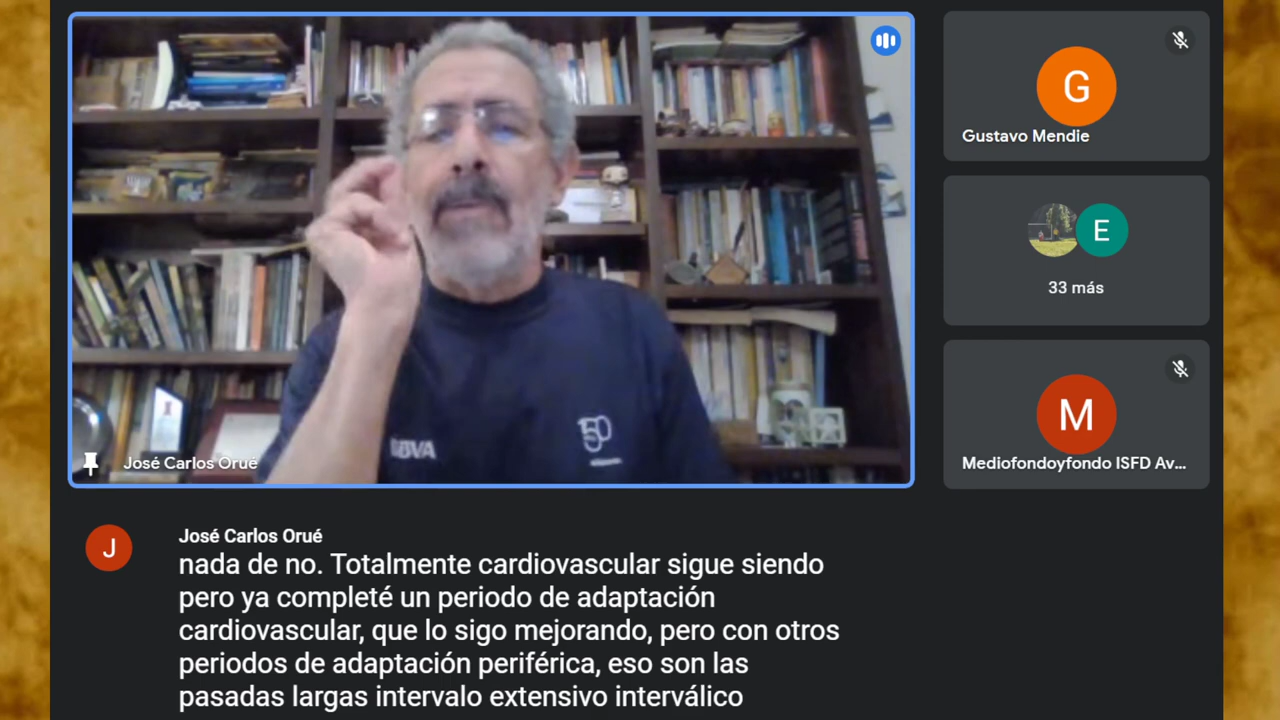 G
Gustavo Mendie
E
33 más
BBVA
50
José Carlos Orué
M
Mediofondoyfondo ISFD Av...
J
José Carlos Orué
nada de no. Totalmente cardiovascular sigue siendo
pero ya completé un periodo de adaptación
cardiovascular, que lo sigo mejorando, pero con otros
periodos de adaptación periférica, eso son las
pasadas largas intervalo extensivo interválico